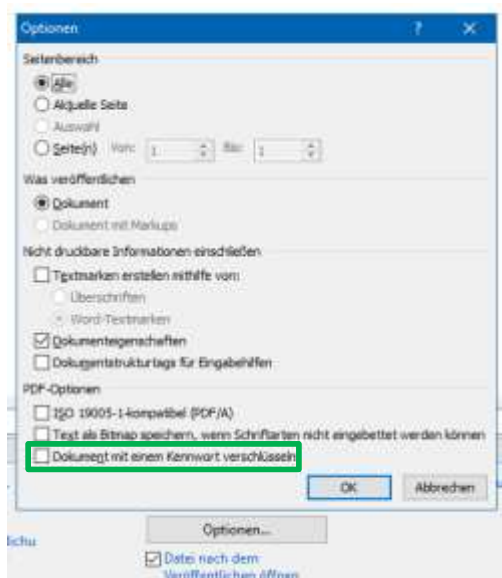 Optionen ? ×
Seitenbereich
Alle
Aktuelle Seite
Auswahl
Seite(n) Von: 1 Bis: 1
Was veröffentlichen
Dokument
Dokument mit Markups
Nicht druckbare Informationen einschließen
Textmarken erstellen mithilfe von:
Überschriften
Word-Textmarken
Dokumenteigenschaften
Dokumentstrukturtags für Eingabehilfen
PDF-Optionen
ISO 19005-1-kompatibel (PDF/A)
Text als Bitmap speichern, wenn Schriftarten nicht eingebettet werden können
Dokument mit einem Kennwort verschlüsseln
OK Abbrechen
Optionen...
Datei nach dem
Veröffentlichen öffnen